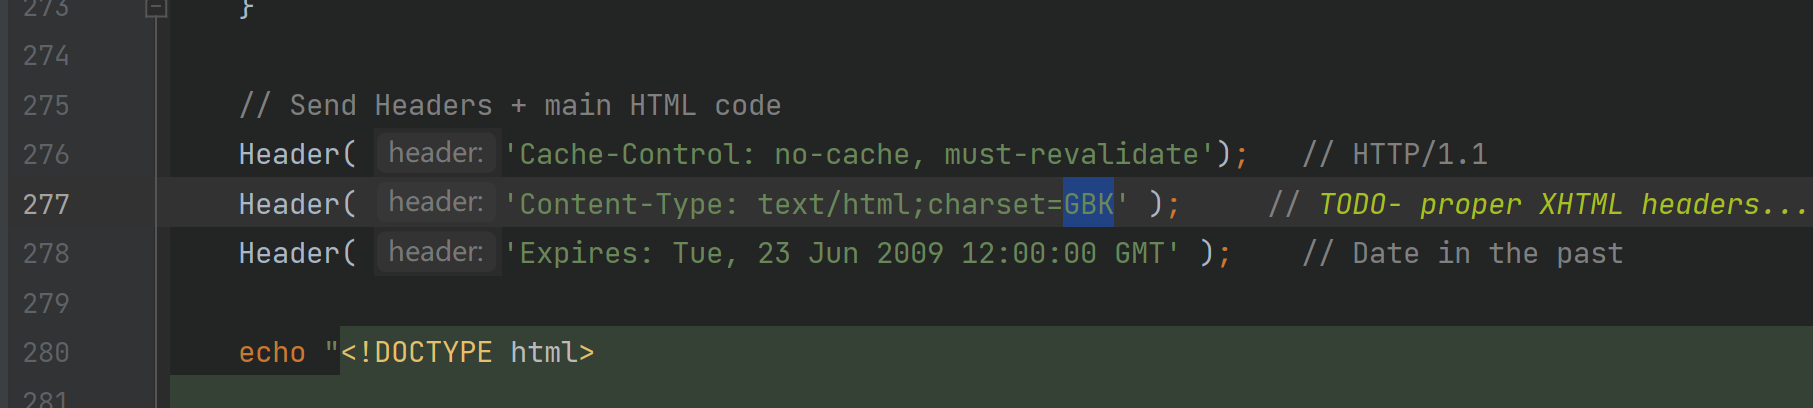 273 }
274
275 // Send Headers + main HTML code
276 Header( header: 'Cache-Control: no-cache, must-revalidate'); // HTTP/1.1
277 Header( header: 'Content-Type: text/html;charset=GBK' ); // TODO- proper XHTML headers...
278 Header( header: 'Expires: Tue, 23 Jun 2009 12:00:00 GMT' ); // Date in the past
279
280 echo "<!DOCTYPE html>
281